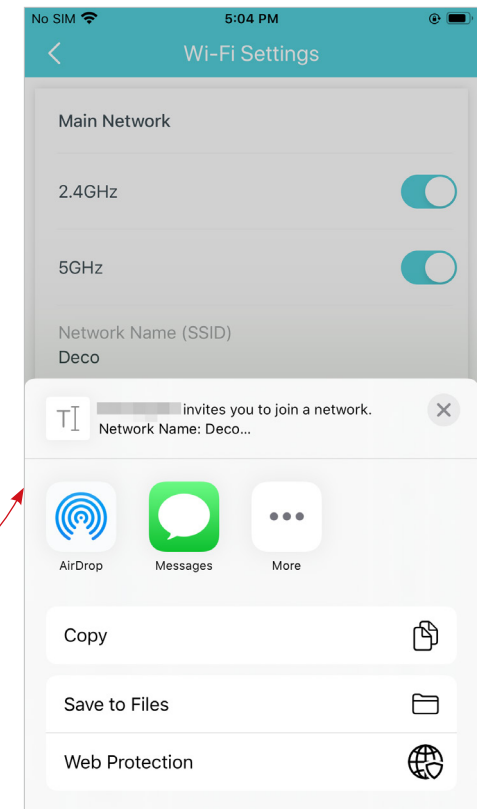 No SIM 5:04 PM
Wi-Fi Settings
Main Network
2.4GHz
5GHz
Network Name (SSID)
Deco
invites you to join a network.
Network Name: Deco...
AirDrop Messages More
Copy
Save to Files
Web Protection